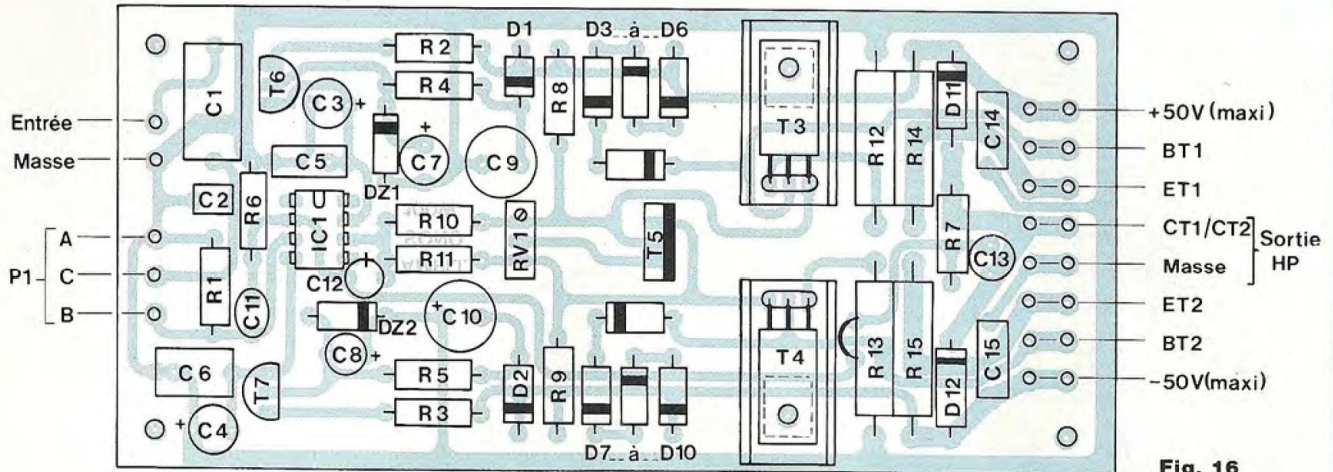 D1
D3 à D6
R2
R4
T6
C3 +
C1
R8
T3
R12
R14
D11
C14
+50V (maxi)
Entrée
Masse
C5
DZ1
+
C7
C9
BT1
ET1
C2
R6
IC1
R10
R11
RV1
T5
R7
C13
CT1/CT2
Masse
Sortie
HP
P1
A
C
B
R1
C11
C12
+
DZ2
+
C10
C8 +
T4
R13
R15
D12
C15
ET2
BT2
-50V (maxi)
C6
T7
R5
R3
+ C4
D2
R9
D7 à D10
Fig. 16